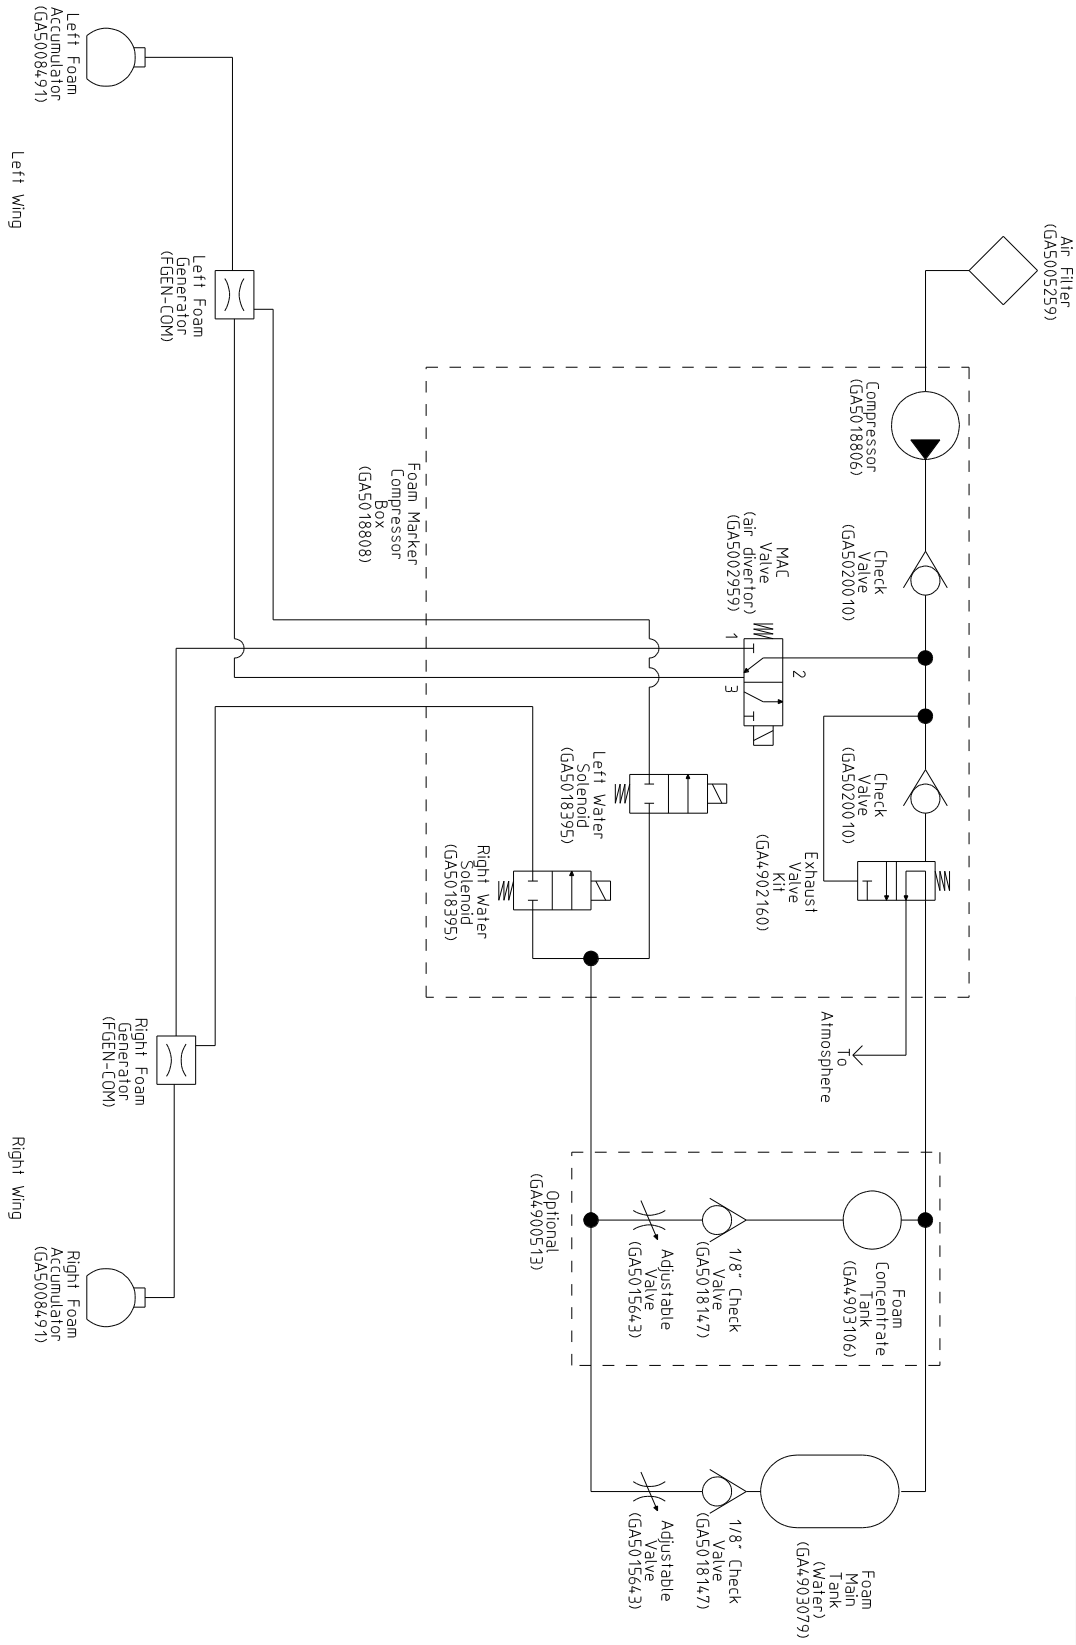 Air Filter
(GA5005259)
Compressor
(GA5018806)
Check
Valve
(GA5020010)
Check
Valve
(GA5020010)
Exhaust
Valve
Kit
(GA4902160)
MAC
Valve
(air divertor)
(GA5002959)
1
2
3
To
Atmosphere
Foam
Concentrate
Tank
(GA4903106)
Foam
Main
Tank
(Water)
(GA4903079)
1/8" Check
Valve
(GA5018147)
1/8" Check
Valve
(GA5018147)
Adjustable
Valve
(GA5015643)
Adjustable
Valve
(GA5015643)
Left Water
Solenoid
(GA5018395)
Right Water
Solenoid
(GA5018395)
Optional
(GA4900513)
Foam Marker
Compressor
Box
(GA5018808)
Left Foam
Generator
(FGEN-COM)
Right Foam
Generator
(FGEN-COM)
Left Foam
Accumulator
(GA5008491)
Right Foam
Accumulator
(GA5008491)
Left Wing
Right Wing